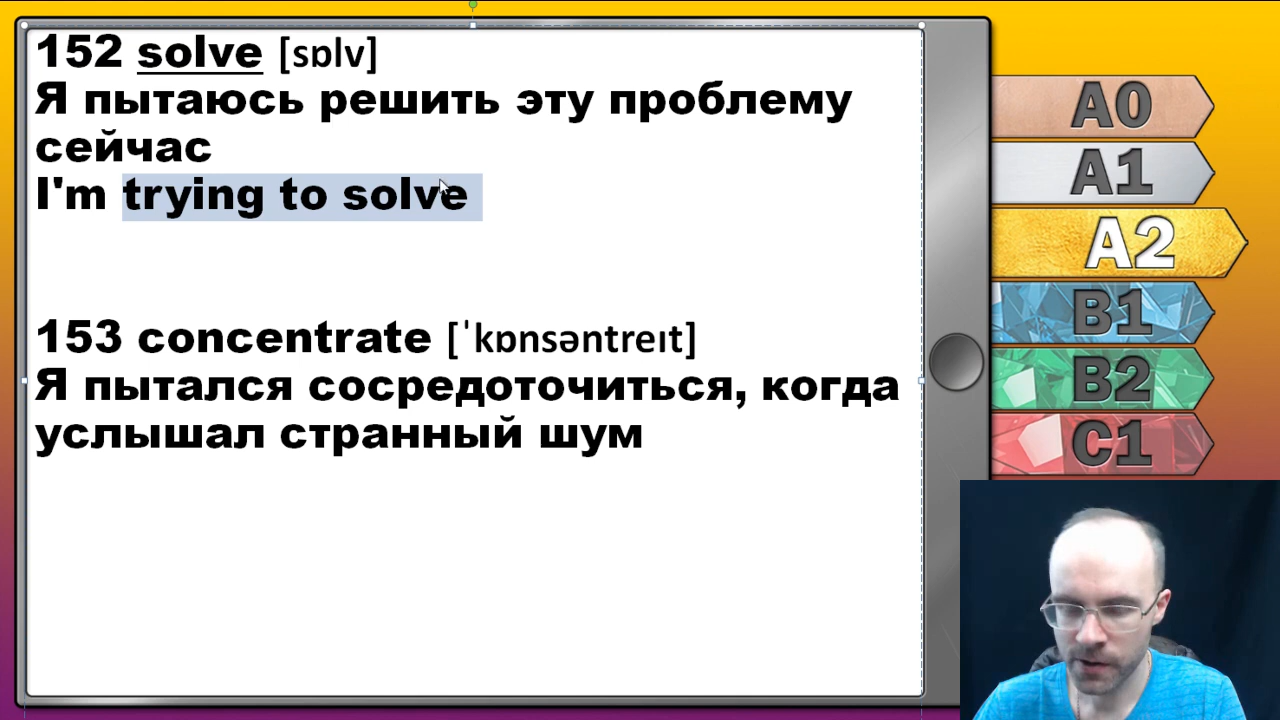 152 solve [sɒlv]
Я пытаюсь решить эту проблему
сейчас
I'm trying to solve
153 concentrate [ˈkɒnsəntreɪt]
Я пытался сосредоточиться, когда
услышал странный шум
A0
A1
A2
B1
B2
C1